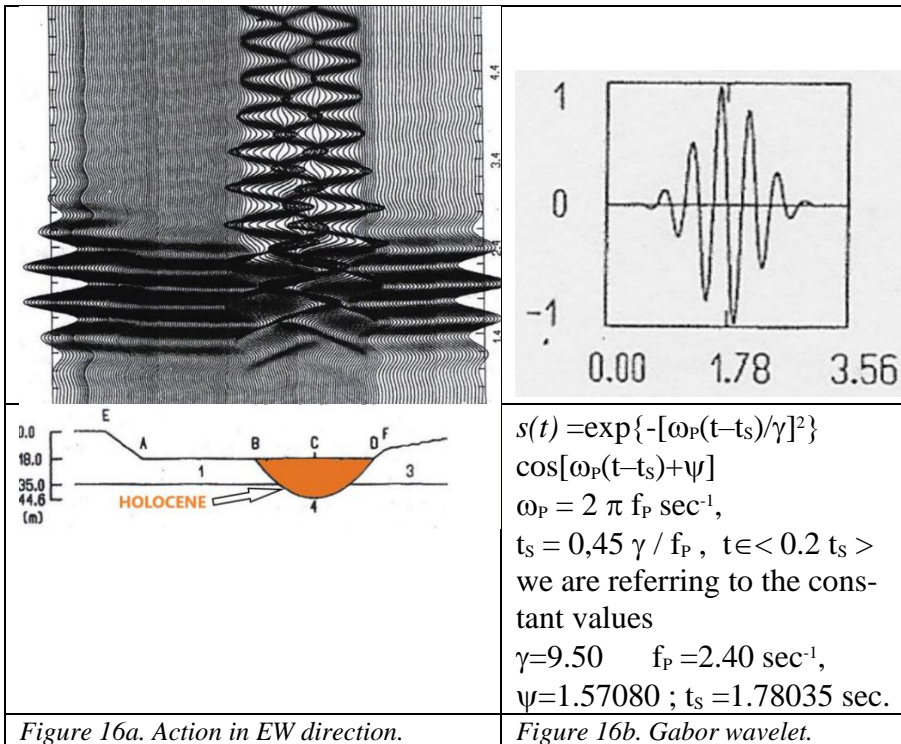 4.4
3.4
1.4
1
0
-1
0.00 1.78 3.56
E
0.0
A B C D F
18.0
1 3
35.0
HOLOCENE
44.6
4
(m)
s(t) =exp{-[ωP(t–tS)/γ]²}
cos[ωP(t–tS)+ψ]
ωP = 2 π fP sec⁻¹,
tS = 0,45 γ / fP , t∈< 0.2 tS >
we are referring to the cons-
tant values
γ=9.50 fP =2.40 sec⁻¹,
ψ=1.57080 ; tS =1.78035 sec.
Figure 16a. Action in EW direction.
Figure 16b. Gabor wavelet.